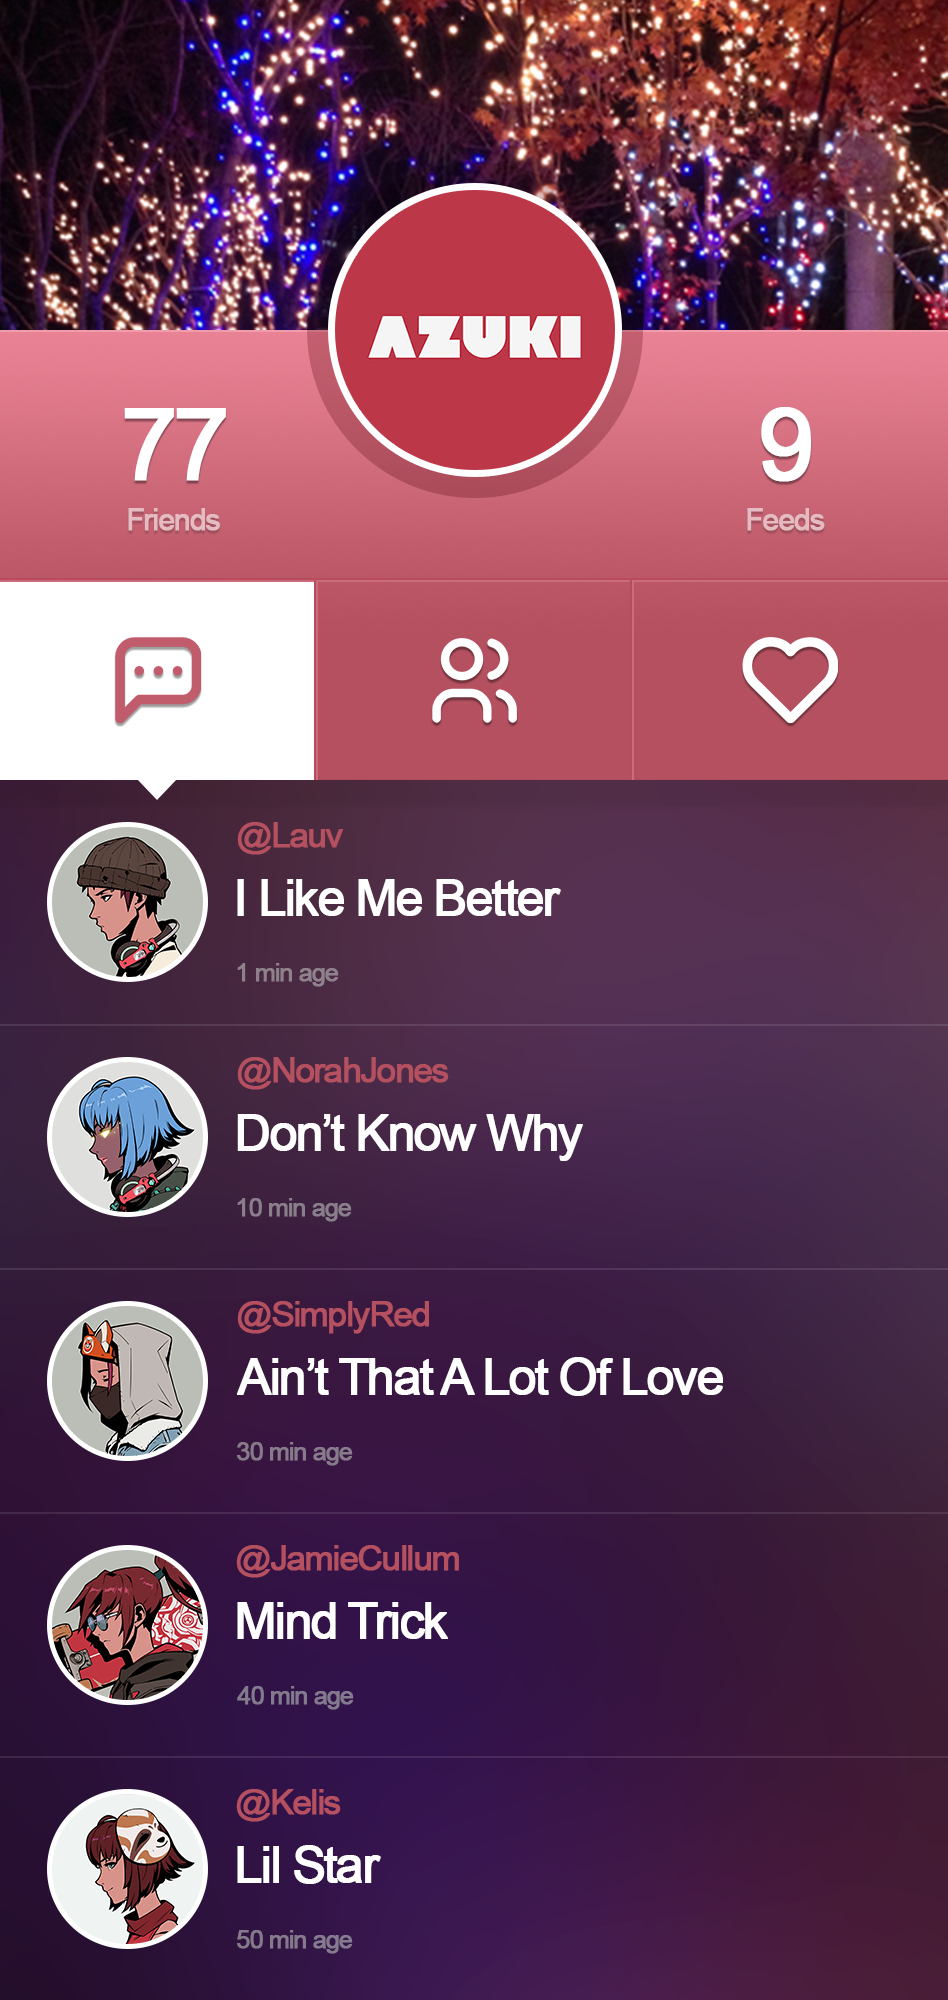 AZUKI
77
Friends
9
Feeds
@Lauv
I Like Me Better
1 min age
@NorahJones
Don’t Know Why
10 min age
@SimplyRed
Ain’t That A Lot Of Love
30 min age
@JamieCullum
Mind Trick
40 min age
@Kelis
Lil Star
50 min age